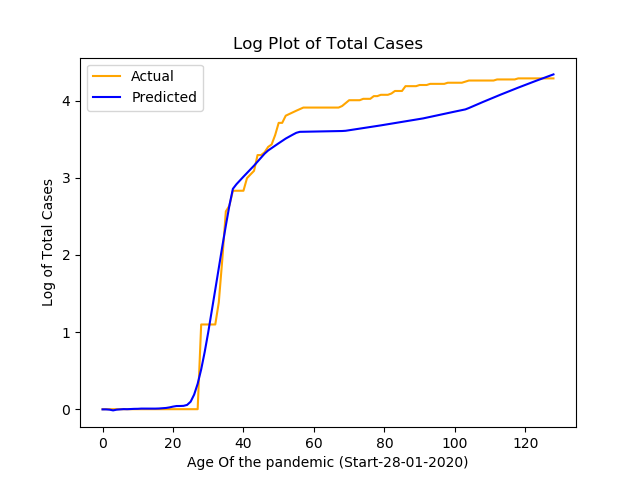 Log Plot of Total Cases
Actual
Predicted
Log of Total Cases
4
3
2
1
0
0 20 40 60 80 100 120
Age Of the pandemic (Start-28-01-2020)